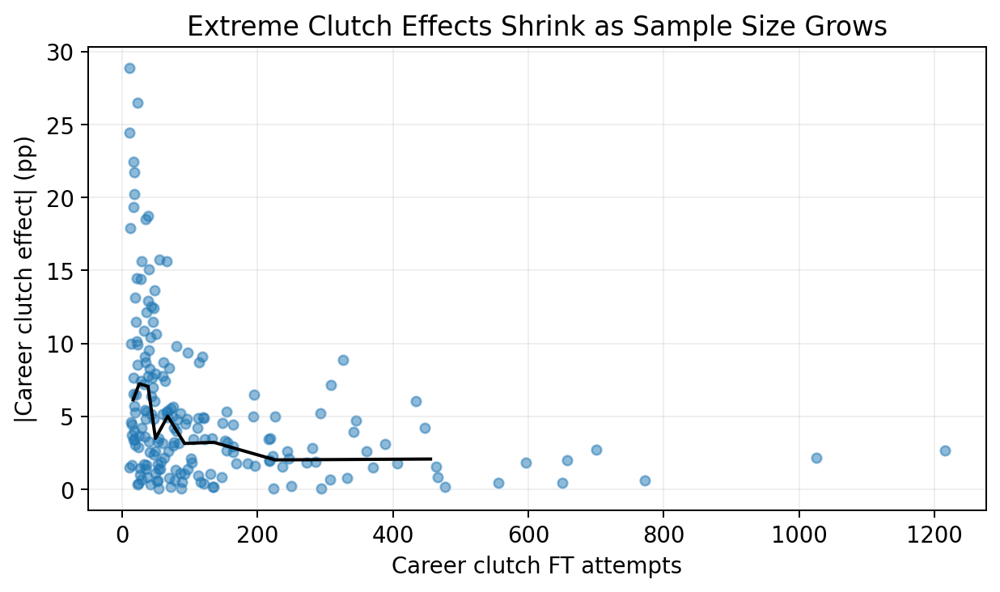 Extreme Clutch Effects Shrink as Sample Size Grows
|Career clutch effect| (pp)
30
25
20
15
10
5
0
0 200 400 600 800 1000 1200
Career clutch FT attempts